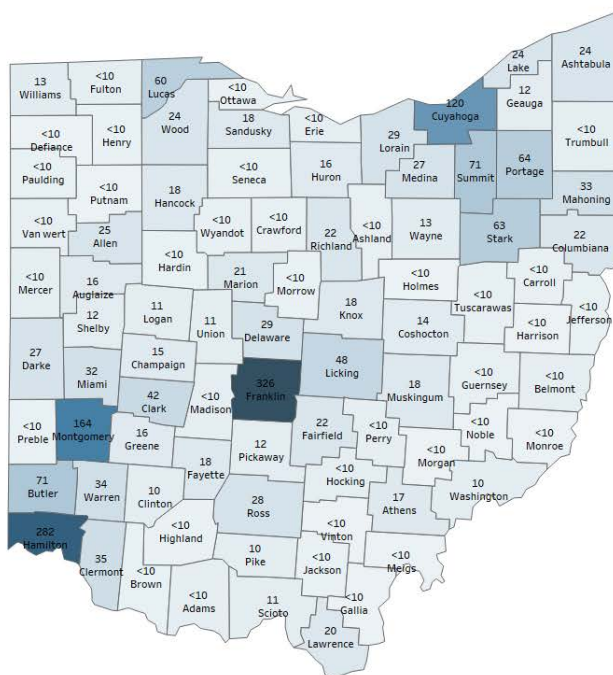 24
Lake
24
Ashtabula
13
Williams
<10
Fulton
60
Lucas
<10
Ottawa
120
Cuyahoga
12
Geauga
<10
Defiance
<10
Henry
24
Wood
18
Sandusky
<10
Erie
29
Lorain
<10
Trumbull
<10
Paulding
<10
Putnam
<10
Seneca
16
Huron
27
Medina
71
Summit
64
Portage
33
Mahoning
<10
Van wert
25
Allen
18
Hancock
<10
Wyandot
<10
Crawford
22
Richland
<10
Ashland
13
Wayne
63
Stark
22
Columbiana
<10
Mercer
16
Auglaize
<10
Hardin
21
Marion
<10
Morrow
<10
Holmes
<10
Tuscarawas
<10
Carroll
<10
Jefferson
12
Shelby
11
Logan
11
Union
29
Delaware
18
Knox
14
Coshocton
<10
Harrison
27
Darke
32
Miami
15
Champaign
48
Licking
<10
Guernsey
<10
Belmont
42
Clark
<10
Madison
326
Franklin
18
Muskingum
<10
Preble
164
Montgomery
16
Greene
12
Pickaway
22
Fairfield
<10
Perry
<10
Morgan
<10
Noble
<10
Monroe
71
Butler
34
Warren
10
Clinton
18
Fayette
28
Ross
<10
Hocking
17
Athens
10
Washington
282
Hamilton
35
Clermont
<10
Highland
10
Pike
<10
Vinton
<10
Jackson
<10
Meigs
<10
Brown
<10
Adams
11
Scioto
<10
Gallia
20
Lawrence